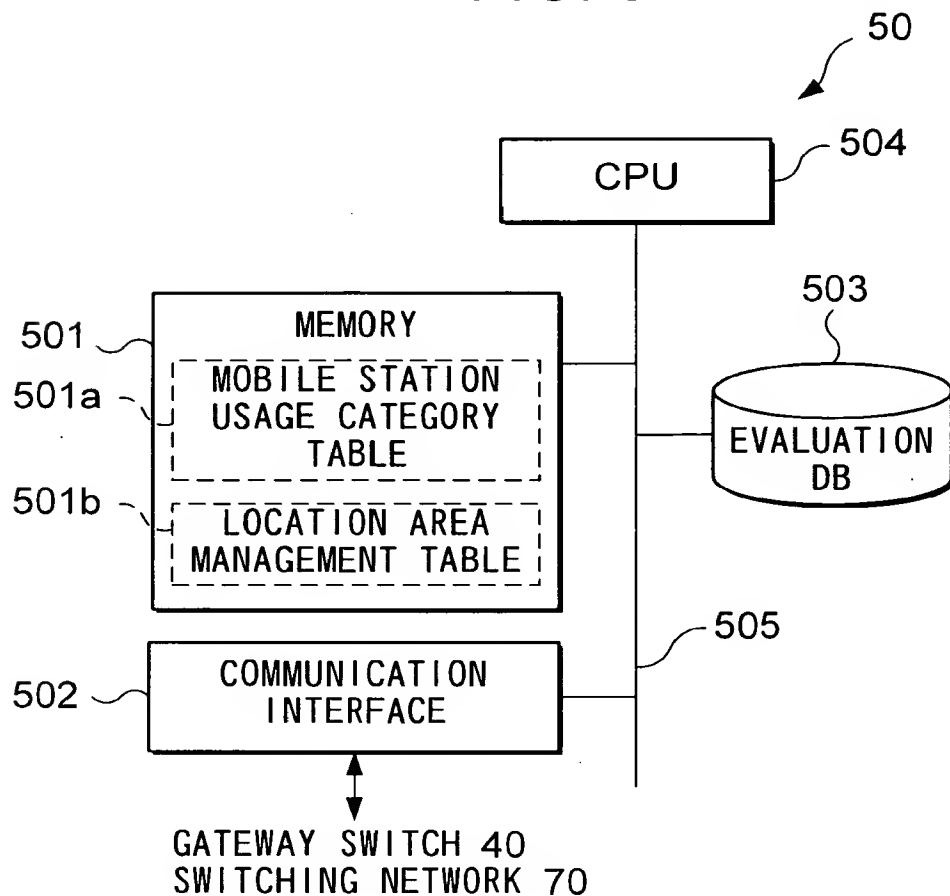 50
CPU
504
503
501
MEMORY
501a
MOBILE STATION
USAGE CATEGORY
TABLE
EVALUATION
DB
501b
LOCATION AREA
MANAGEMENT TABLE
505
502
COMMUNICATION
INTERFACE
GATEWAY SWITCH 40
SWITCHING NETWORK 70